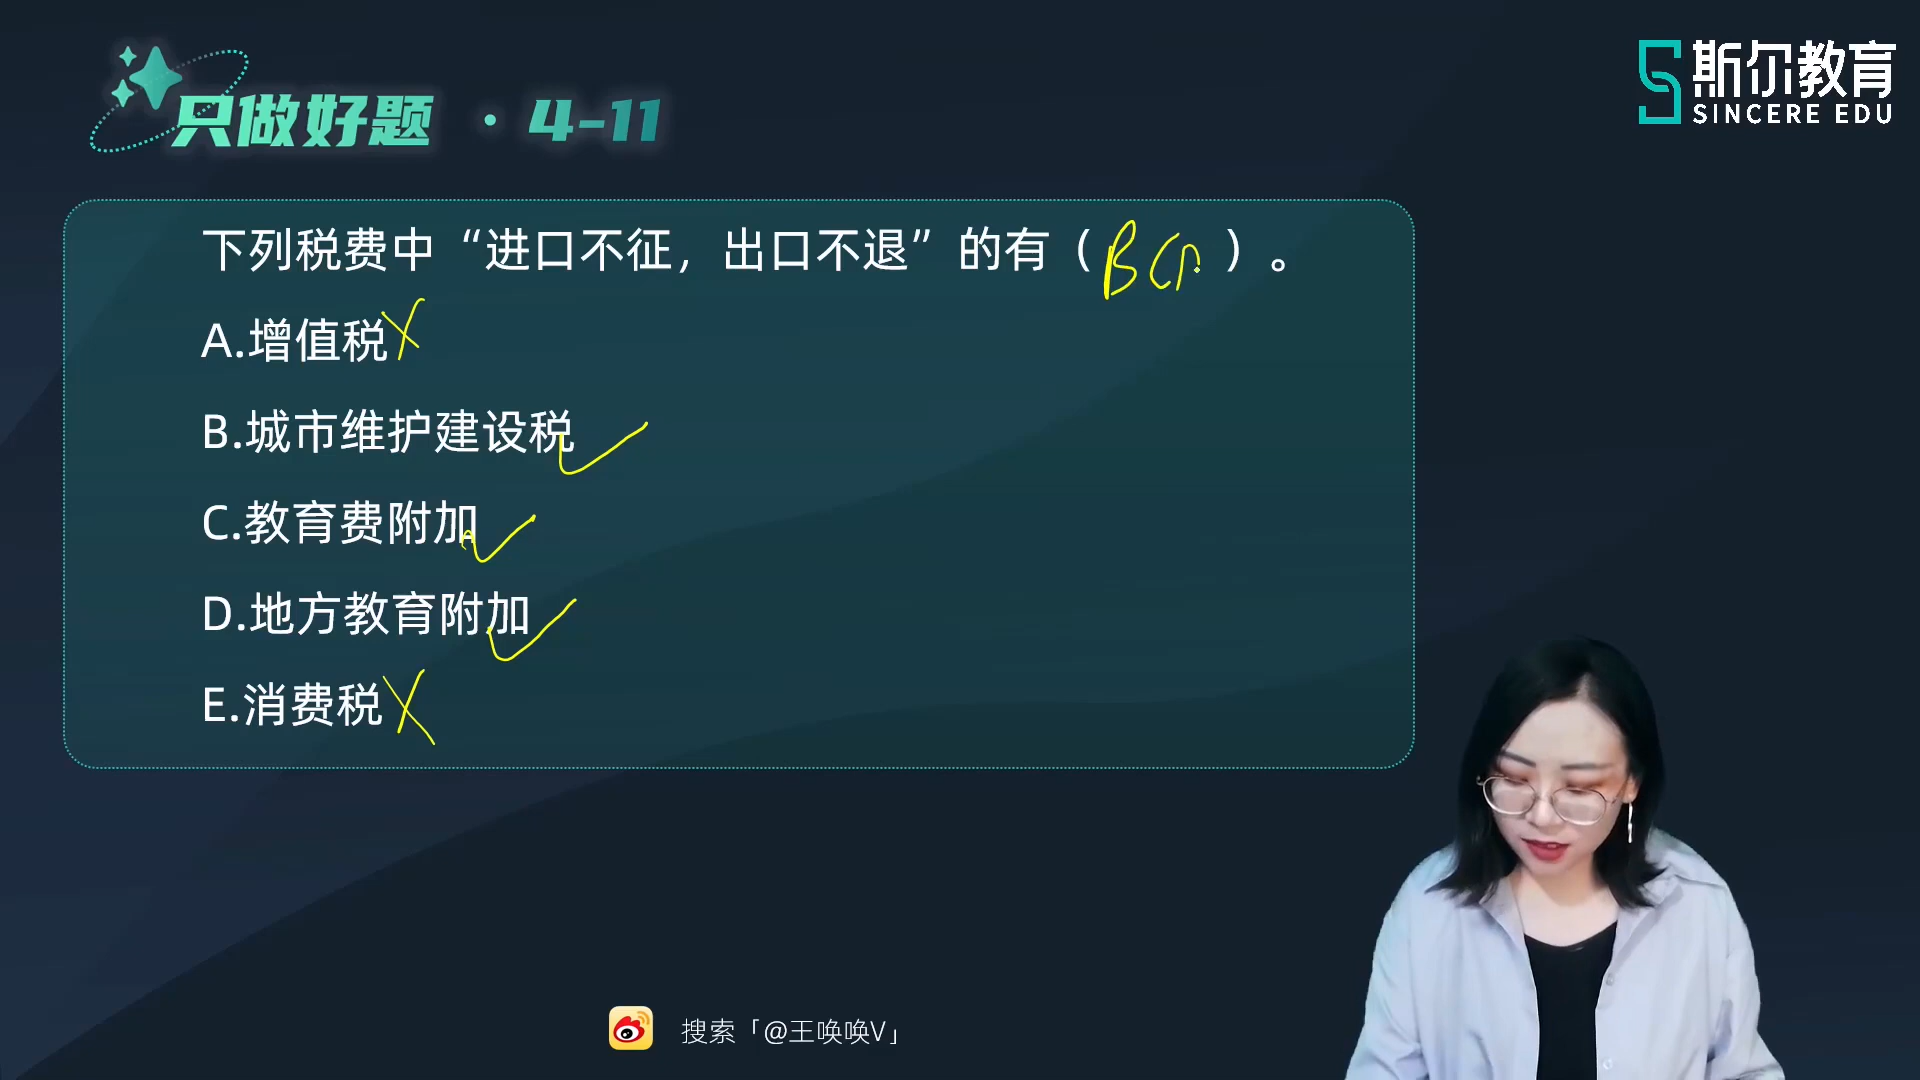 只做好题 · 4-11
斯尔教育
SINCERE EDU
下列税费中“进口不征，出口不退”的有（BCD）。
A.增值税
B.城市维护建设税
C.教育费附加
D.地方教育附加
E.消费税
搜索「@王唤唤V」